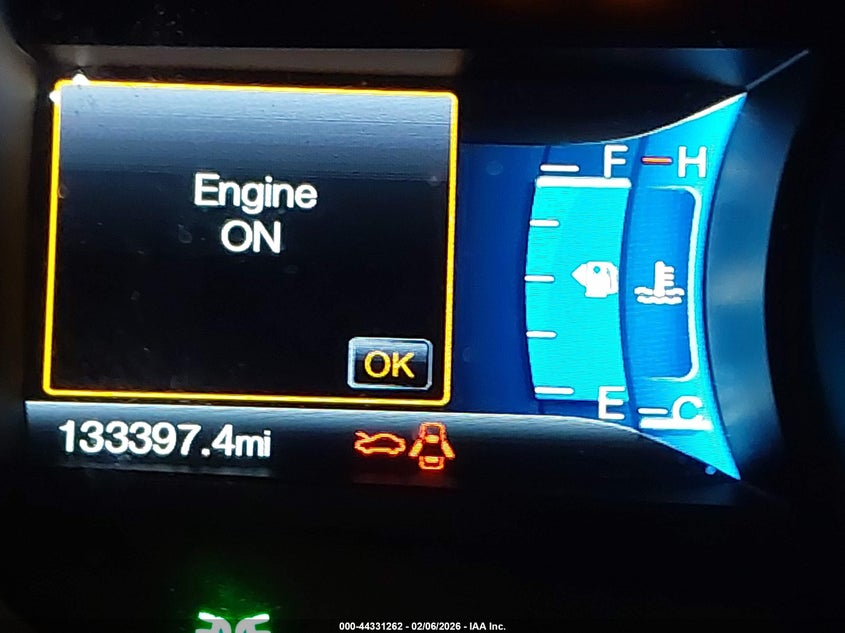 Engine
ON
OK
F
H
E
C
133397.4mi
000-44331262 - 02/06/2026 - IAA Inc.